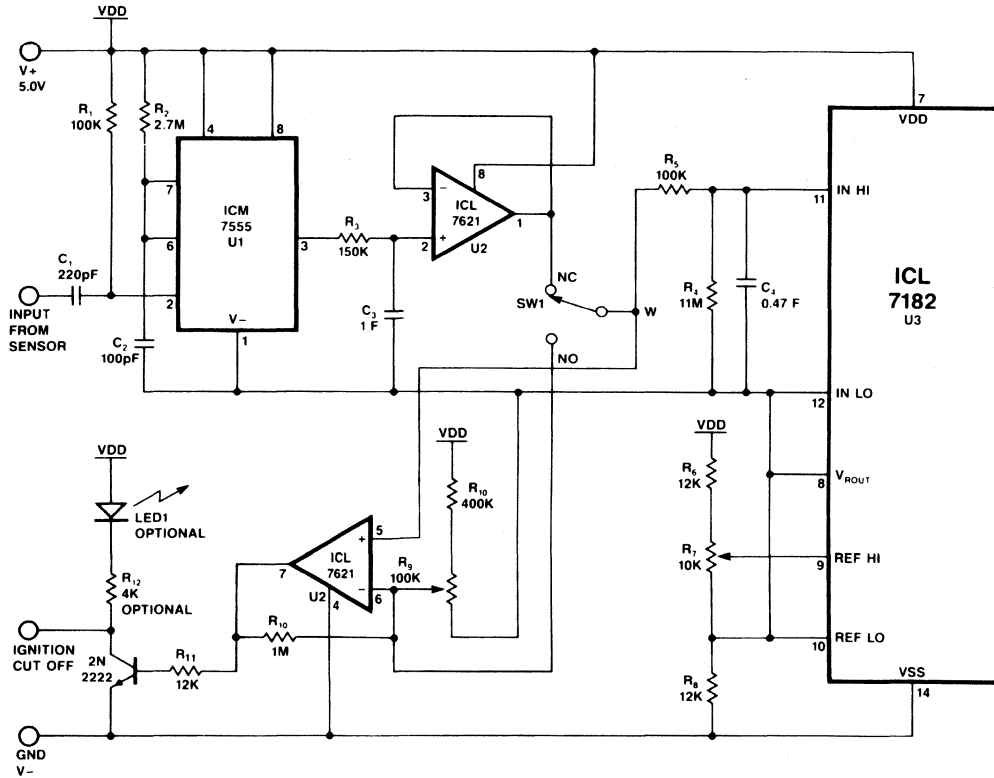 VDD
V+
5.0V
R1
100K
R2
2.7M
4
8
7
VDD
7
ICM
7555
U1
6
3
2
V–
1
C1
220pF
INPUT
FROM
SENSOR
C2
100pF
R3
150K
C3
1 F
3
–
8
ICL
7621
1
2
+
U2
NC
SW1
NO
W
R5
100K
11
IN HI
R4
11M
C3
0.47 F
ICL
7182
U3
12
IN LO
VDD
R6
12K
8
VROUT
R7
10K
9
REF HI
10
REF LO
R8
12K
VSS
14
VDD
LED1
OPTIONAL
R12
4K
OPTIONAL
IGNITION
CUT OFF
2N
2222
R11
12K
R10
1M
VDD
R10
400K
5
+
ICL
7621
7
U2
4
–
6
R9
100K
GND
V–